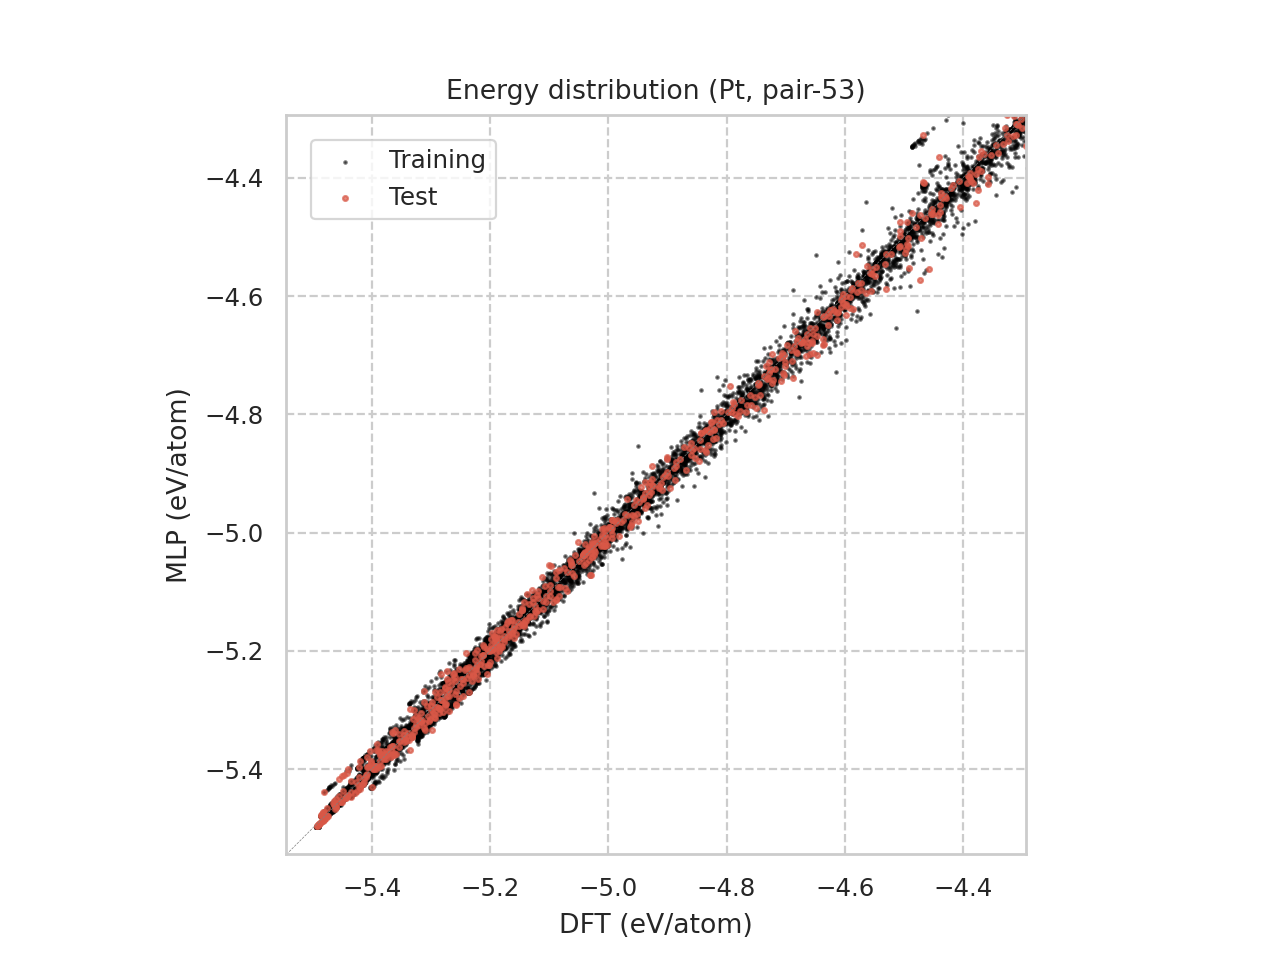 Energy distribution (Pt, pair-53)
Training
Test
MLP (eV/atom)
−4.4
−4.6
−4.8
−5.0
−5.2
−5.4
−5.4 −5.2 −5.0 −4.8 −4.6 −4.4
DFT (eV/atom)